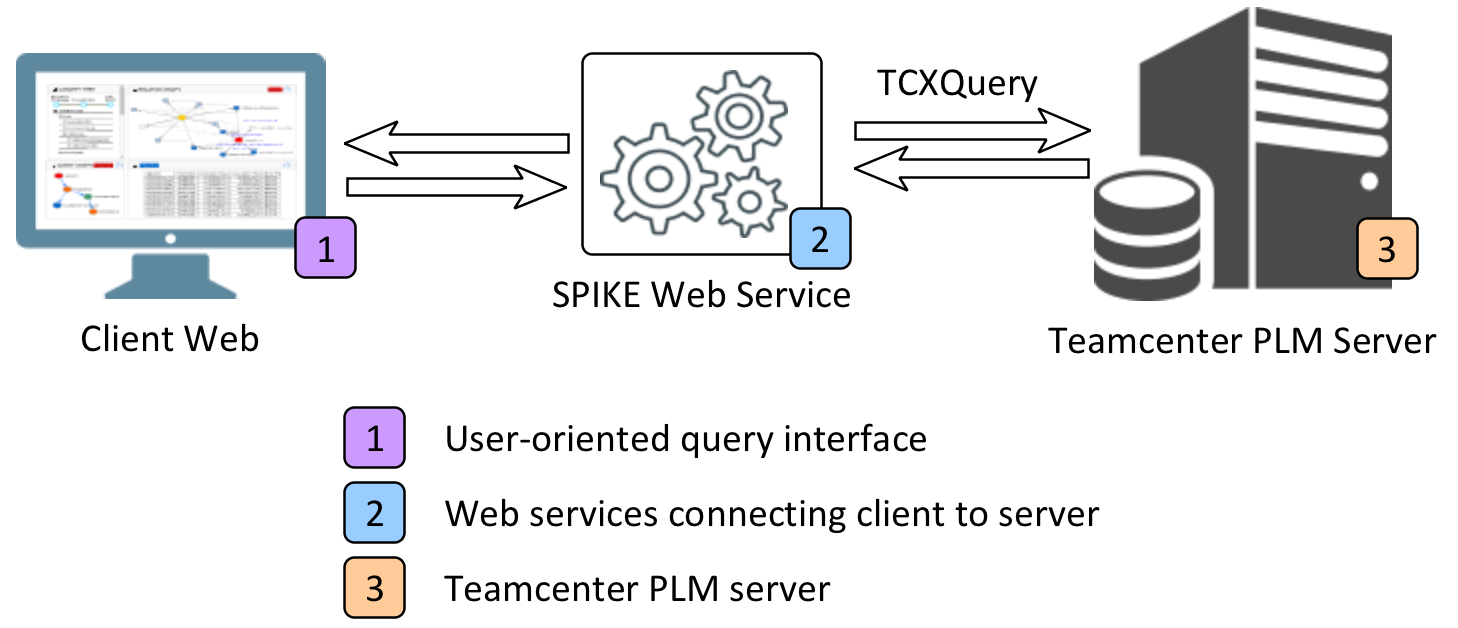 TCXQuery
1
2
3
SPIKE Web Service
Client Web
Teamcenter PLM Server
1 User-oriented query interface
2 Web services connecting client to server
3 Teamcenter PLM server